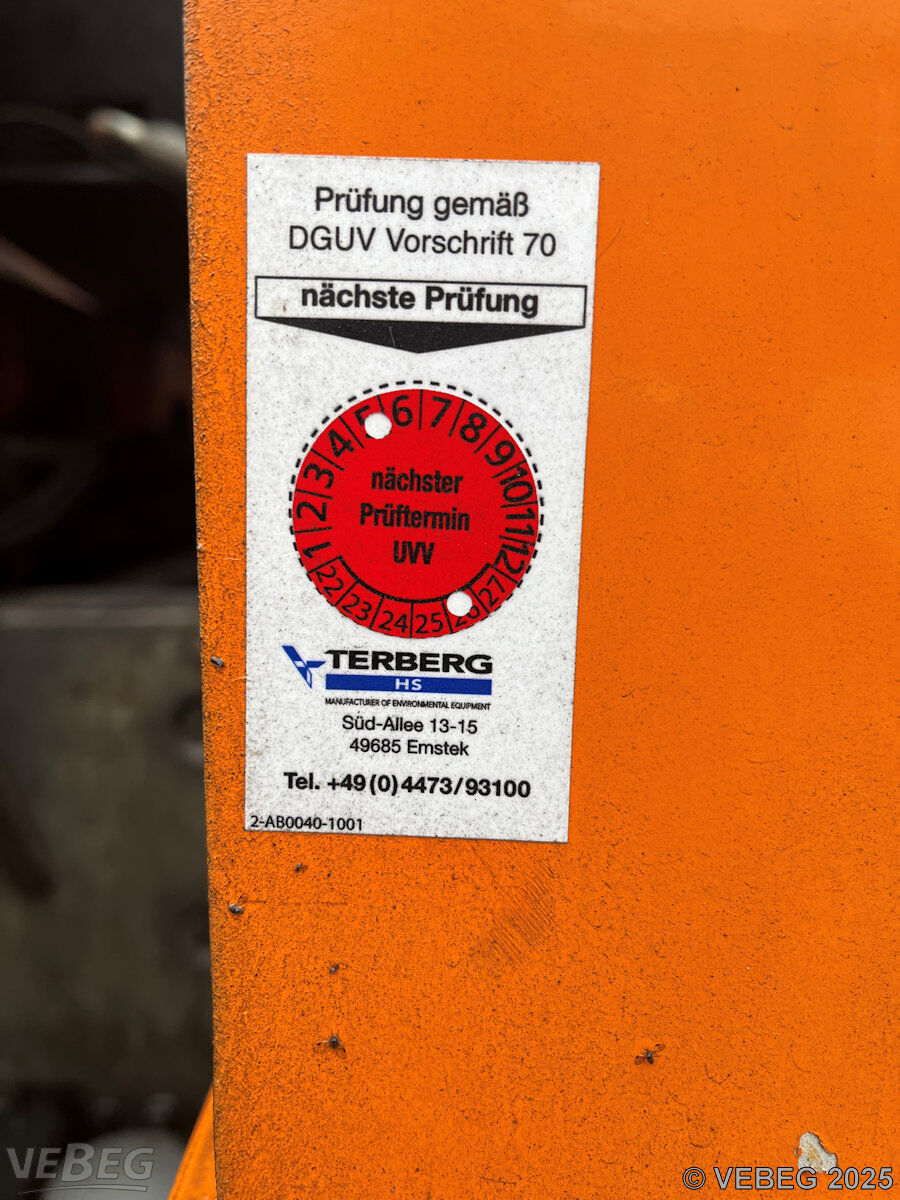 Prüfung gemäß
DGUV Vorschrift 70
nächste Prüfung
1 2 3 4 5 6 7 8 9 10 11 12
nächster
Prüftermin
UVV
22 23 24 25 26 27
TERBERG
HS
MANUFACTURER OF ENVIRONMENTAL EQUIPMENT
Süd-Allee 13-15
49685 Emstek
Tel. +49 (0) 4473/93100
2-AB0040-1001
VEBEG
© VEBEG 2025